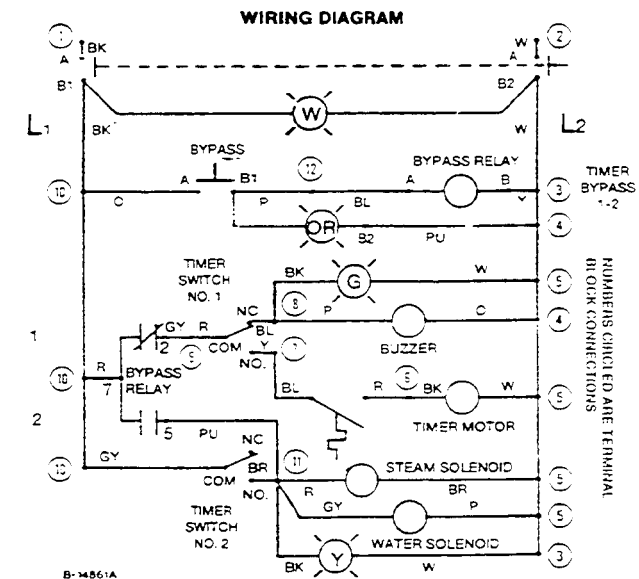 WIRING DIAGRAM
1 BK W 2
A A
B1 B2
W
L1 BK W L2
BYPASS
A B1 12 BYPASS RELAY
10 A B 3 TIMER BYPASS 1-2
O P BL Y
OR B2 PU 4
TIMER SWITCH NO. 1
BK G W 5
NC 8 P O 4
BL
BUZZER
1 GY R COM Y 7
12 9 NO.
10 R 7 BYPASS RELAY
BL R 6 BK W 5
TIMER MOTOR
2 5 PU
NC 11 STEAM SOLENOID
10 GY BR 5
COM R BR
NO.
GY P 5
TIMER SWITCH NO. 2
WATER SOLENOID
BK Y W 3
NUMBERS CIRCLED ARE TERMINAL
BLOCK CONNECTIONS
B-14861A